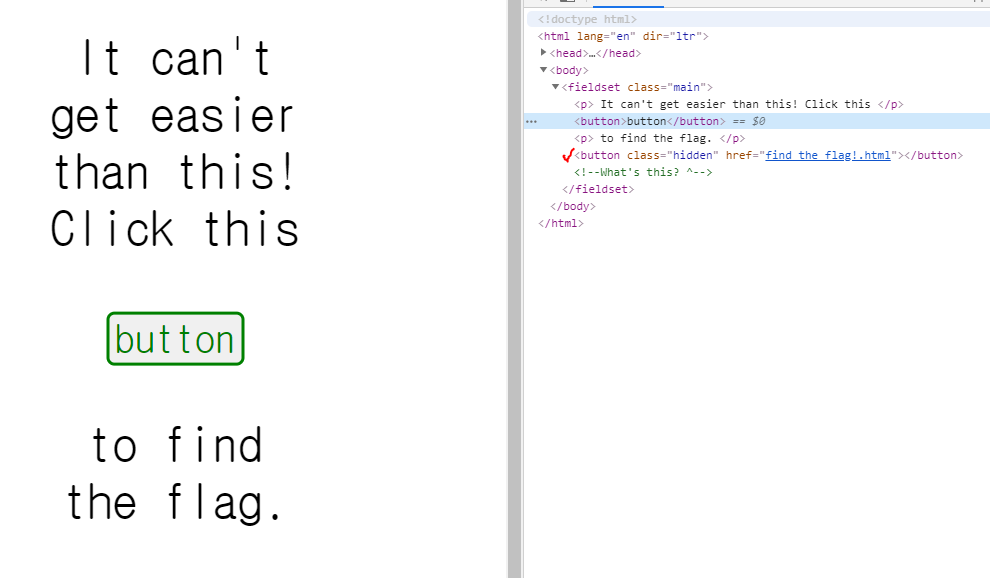 It can't
get easier
than this!
Click this
button
to find
the flag.
<!doctype html>
<html lang="en" dir="ltr">
<head>…</head>
<body>
<fieldset class="main">
<p> It can't get easier than this! Click this </p>
<button>button</button> == $0
<p> to find the flag. </p>
<button class="hidden" href="find the flag!.html"></button>
<!--What's this? ^-->
</fieldset>
</body>
</html>